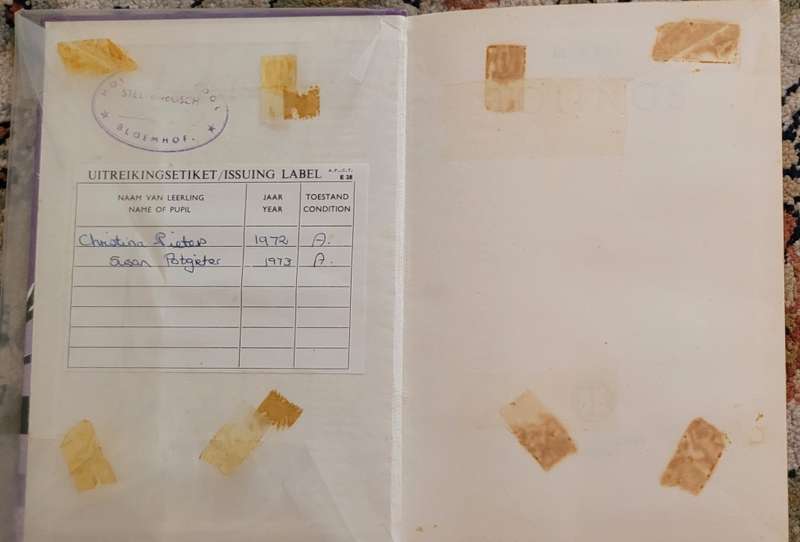 STELLENBOSCH
BLOEMHOF
UITREIKINGSETIKET/ISSUING LABEL
E 28
NAAM VAN LEERLING
NAME OF PUPIL
JAAR
YEAR
TOESTAND
CONDITION
Christina Pieters 1972 A.
Susan Potgieter 1973 A.